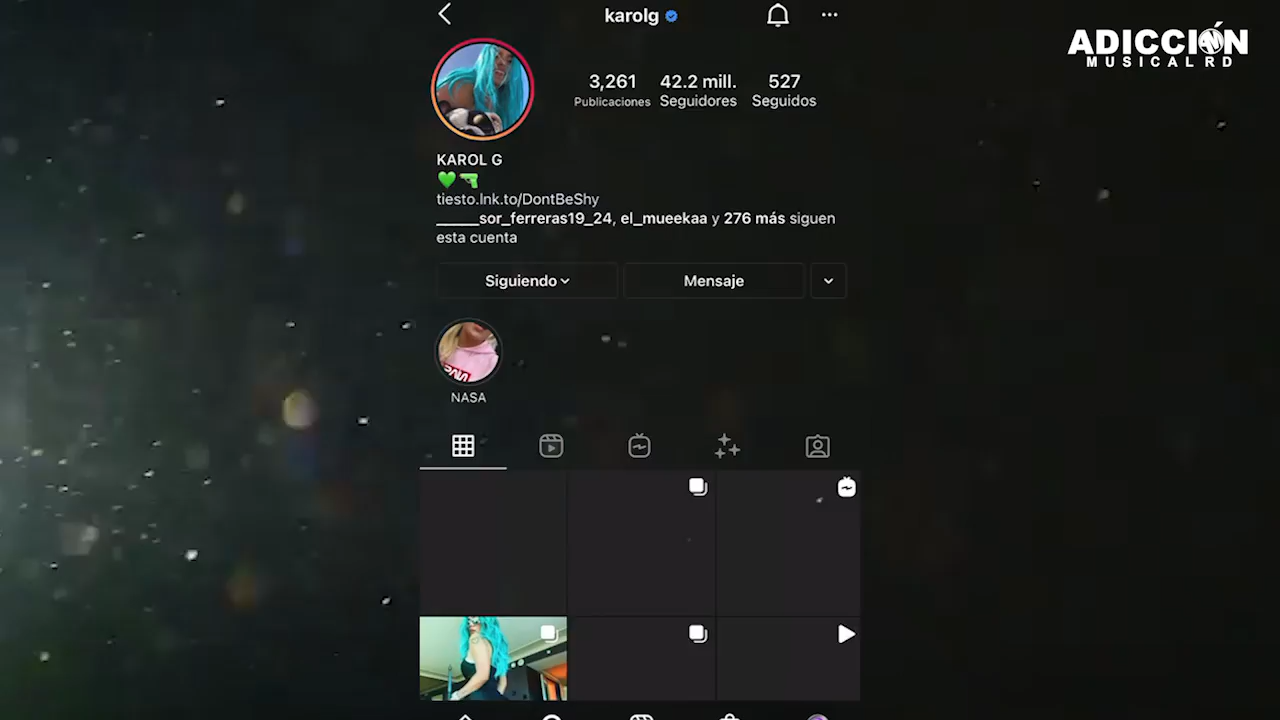 karolg
ADICCIÓN
MUSICAL RD
3,261 42.2 mill. 527
Publicaciones Seguidores Seguidos
KAROL G
tiesto.lnk.to/DontBeShy
_____sor_ferreras19_24, el_mueekaa y 276 más siguen
esta cuenta
Siguiendo Mensaje
NASA